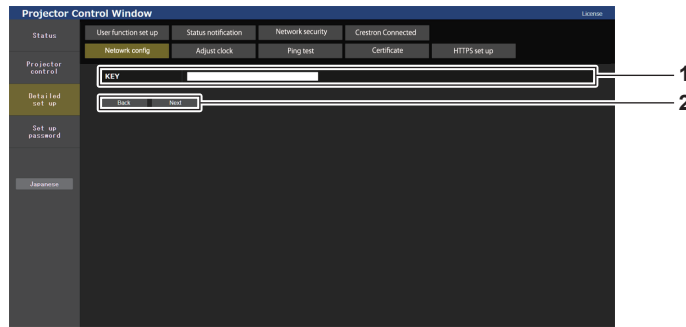 Projector Control Window
License
Status
User function set up
Status notification
Network security
Crestron Connected
Netowrk config
Adjust clock
Ping test
Certificate
HTTPS set up
Projector
control
KEY
1
Detailed
set up
Back
Next
2
Set up
password
Japanese